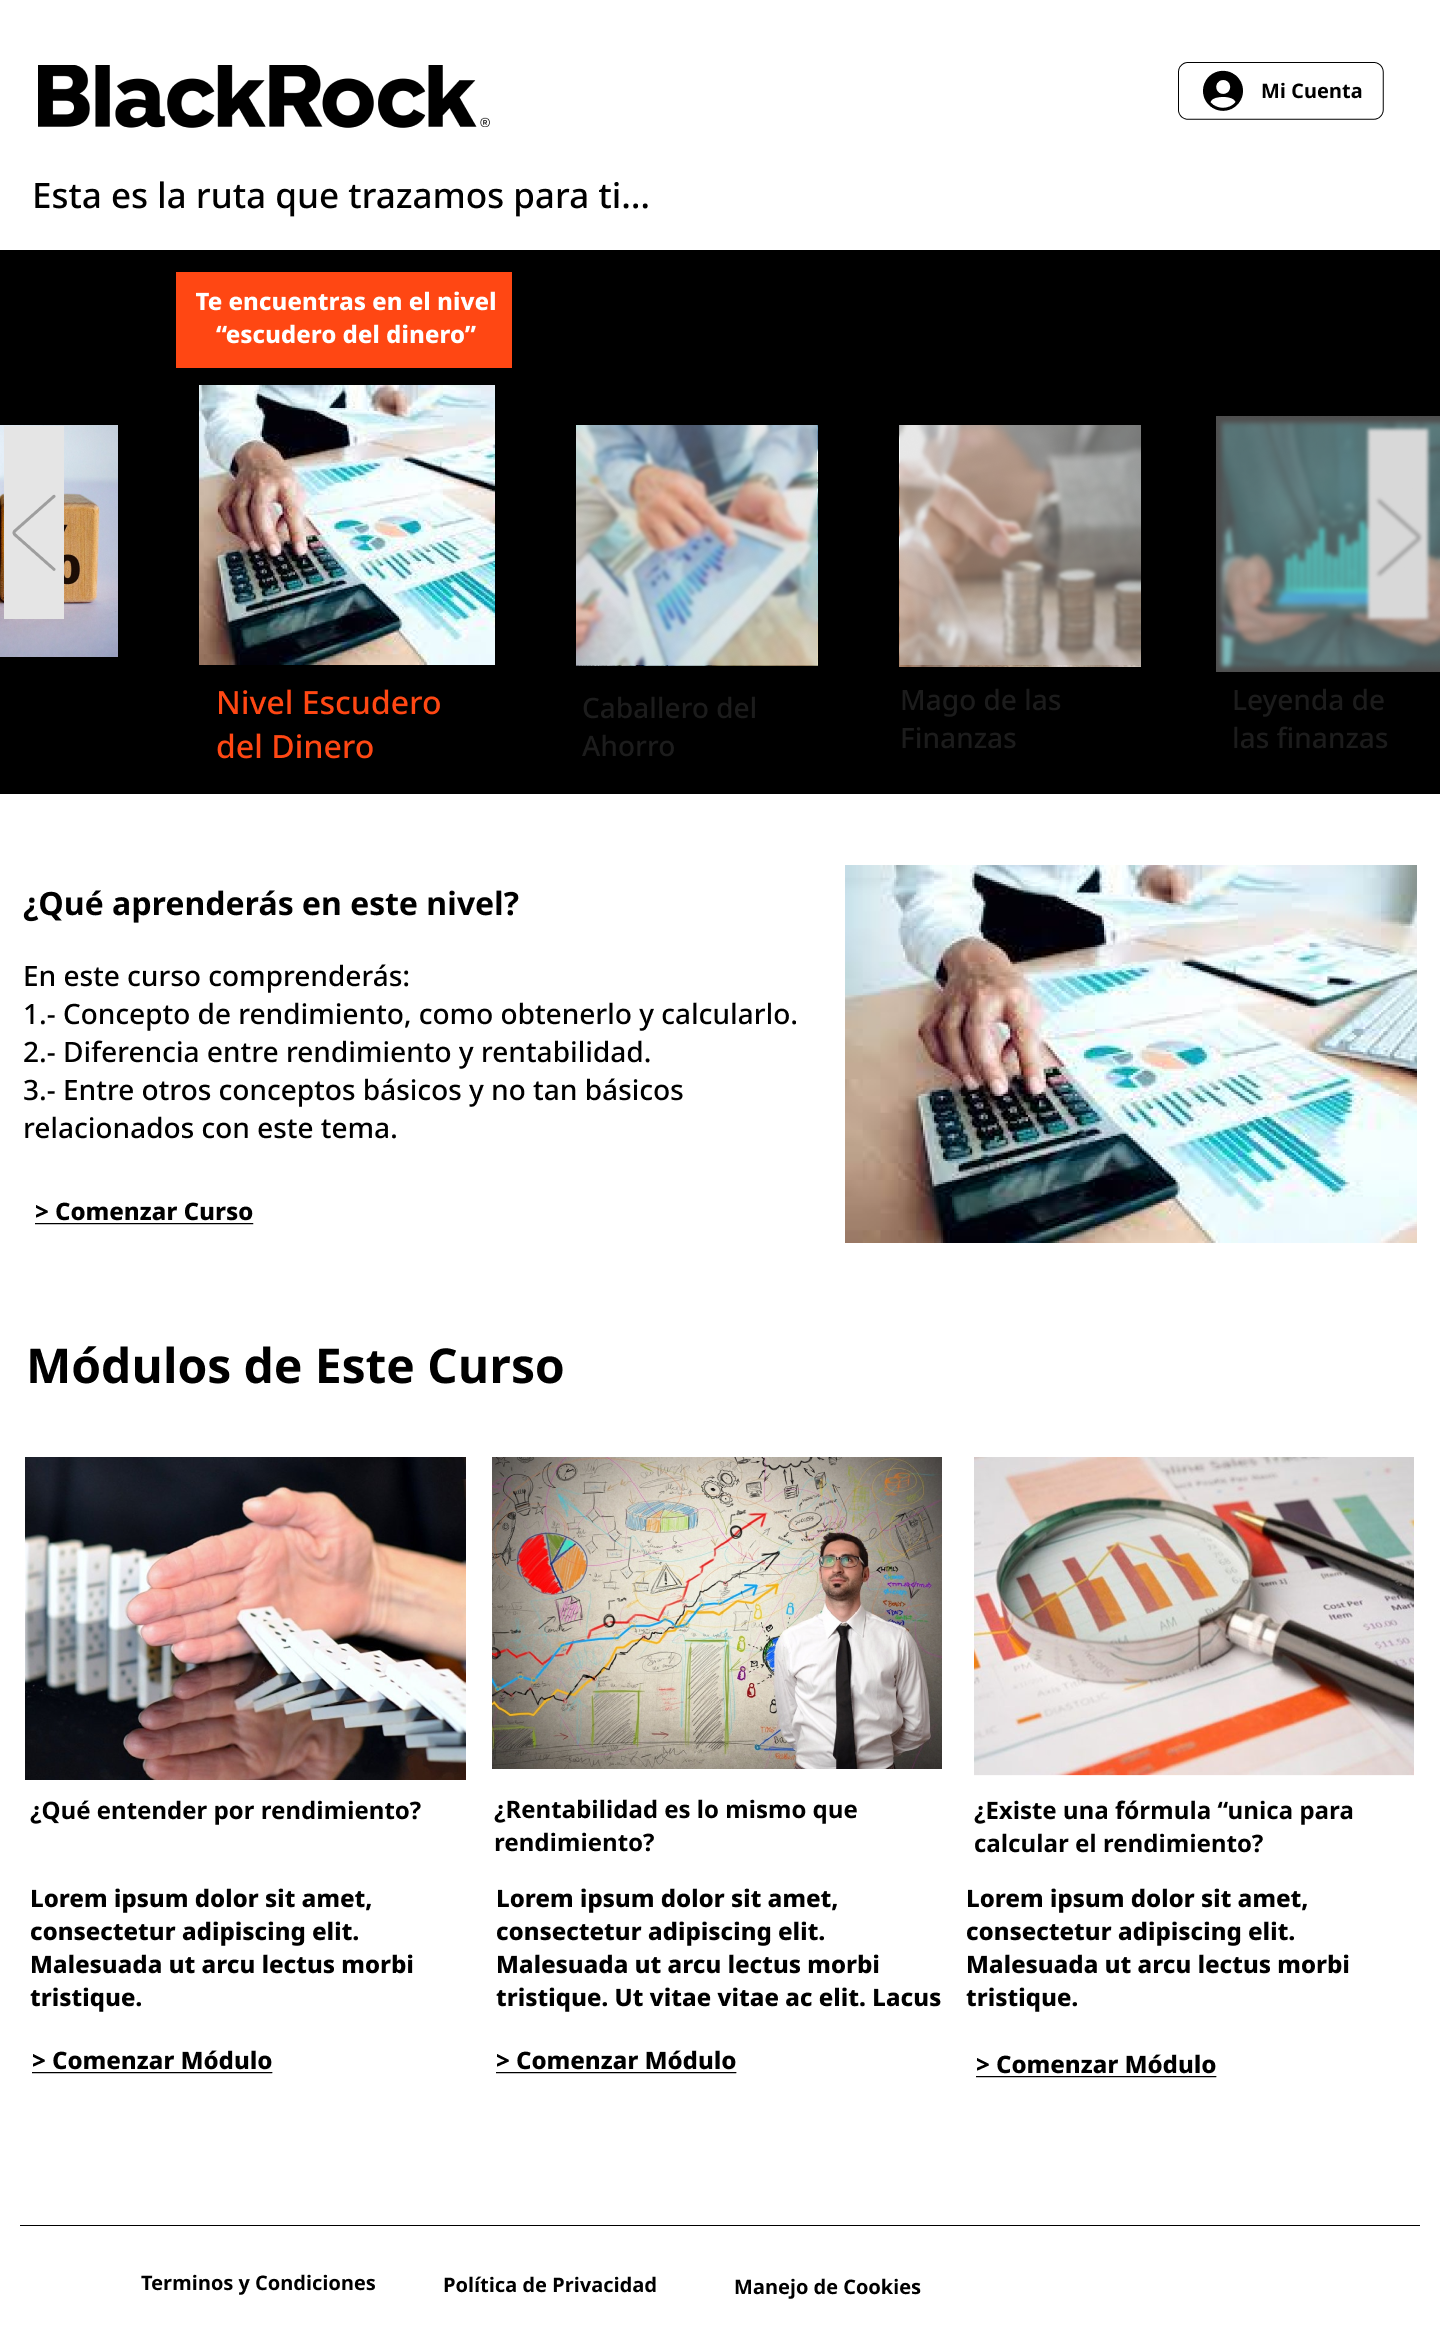 BlackRock®
Mi Cuenta
Esta es la ruta que trazamos para ti...
Te encuentras en el nivel
“escudero del dinero”
Nivel Escudero
del Dinero
Caballero del
Ahorro
Mago de las
Finanzas
Leyenda de
las finanzas
¿Qué aprenderás en este nivel?
En este curso comprenderás:
1.- Concepto de rendimiento, como obtenerlo y calcularlo.
2.- Diferencia entre rendimiento y rentabilidad.
3.- Entre otros conceptos básicos y no tan básicos
relacionados con este tema.
> Comenzar Curso
Módulos de Este Curso
Cost Per
Item
$10.00
$11.50
¿Qué entender por rendimiento?
¿Rentabilidad es lo mismo que
rendimiento?
¿Existe una fórmula “unica para
calcular el rendimiento?
Lorem ipsum dolor sit amet,
consectetur adipiscing elit.
Malesuada ut arcu lectus morbi
tristique.
Lorem ipsum dolor sit amet,
consectetur adipiscing elit.
Malesuada ut arcu lectus morbi
tristique. Ut vitae vitae ac elit. Lacus
Lorem ipsum dolor sit amet,
consectetur adipiscing elit.
Malesuada ut arcu lectus morbi
tristique.
> Comenzar Módulo
> Comenzar Módulo
> Comenzar Módulo
Terminos y Condiciones
Política de Privacidad
Manejo de Cookies